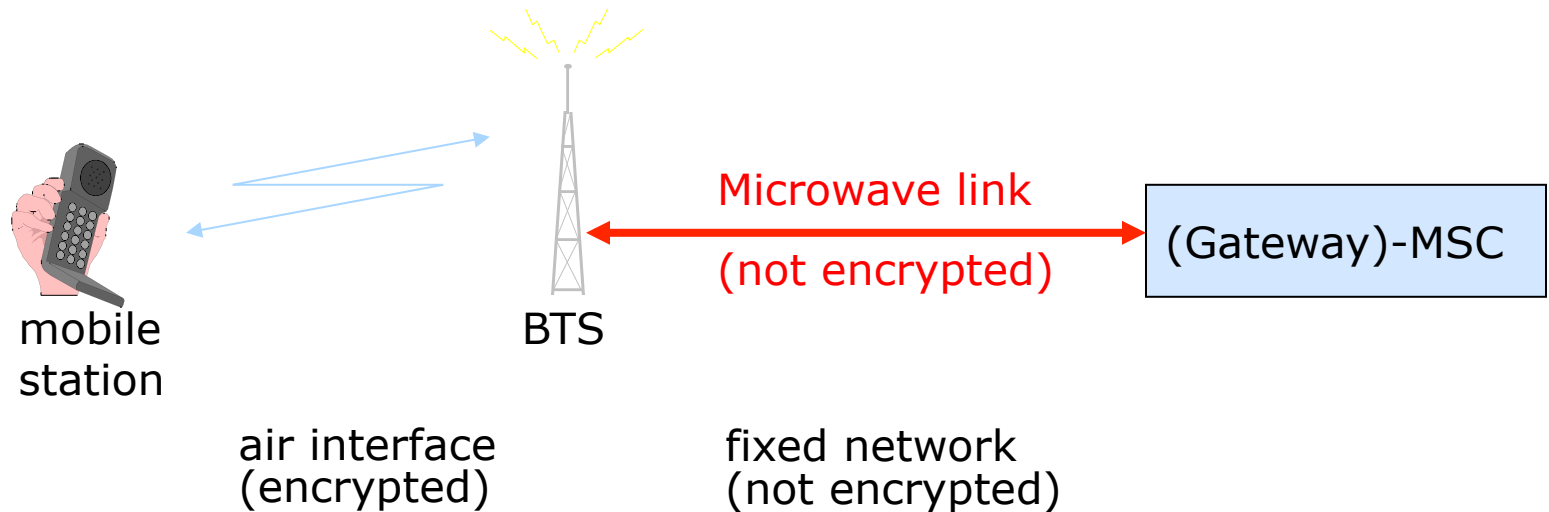 Microwave link
(not encrypted)
(Gateway)-MSC
mobile
station
BTS
air interface
(encrypted)
fixed network
(not encrypted)